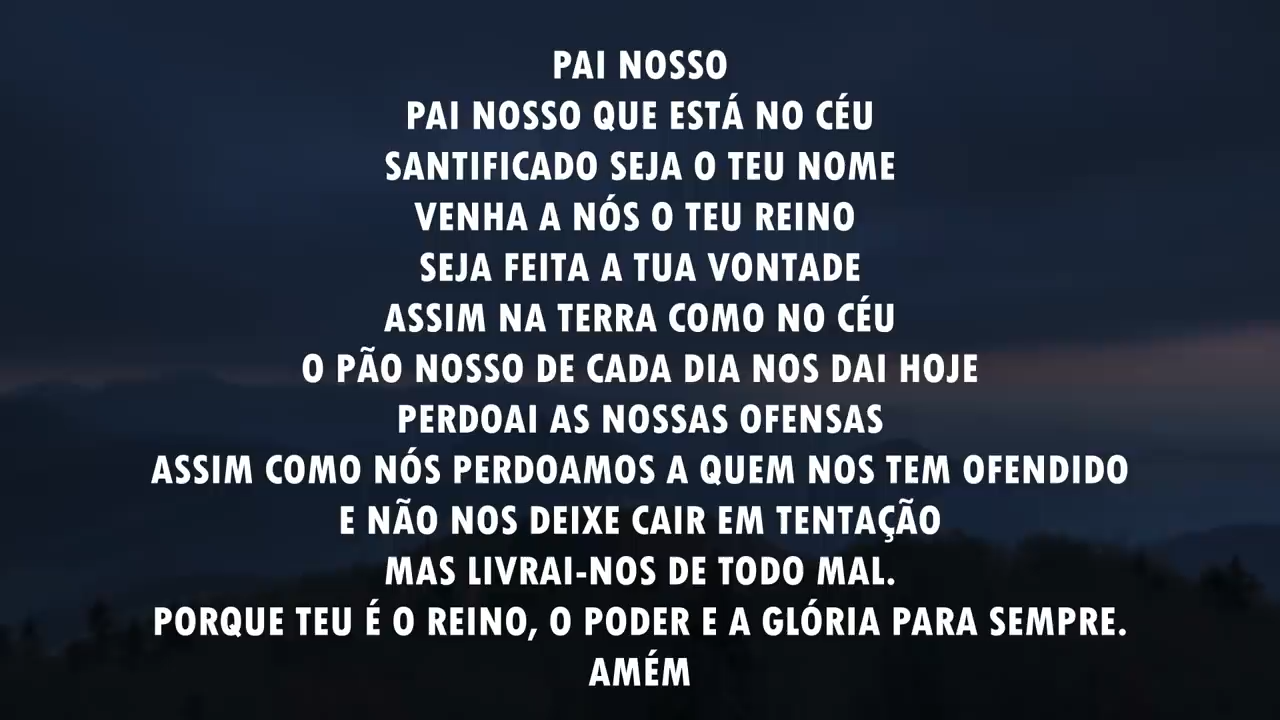 PAI NOSSO
PAI NOSSO QUE ESTÁ NO CÉU
SANTIFICADO SEJA O TEU NOME
VENHA A NÓS O TEU REINO
SEJA FEITA A TUA VONTADE
ASSIM NA TERRA COMO NO CÉU
O PÃO NOSSO DE CADA DIA NOS DAI HOJE
PERDOAI AS NOSSAS OFENSAS
ASSIM COMO NÓS PERDOAMOS A QUEM NOS TEM OFENDIDO
E NÃO NOS DEIXE CAIR EM TENTAÇÃO
MAS LIVRAI-NOS DE TODO MAL.
PORQUE TEU É O REINO, O PODER E A GLÓRIA PARA SEMPRE.
AMÉM